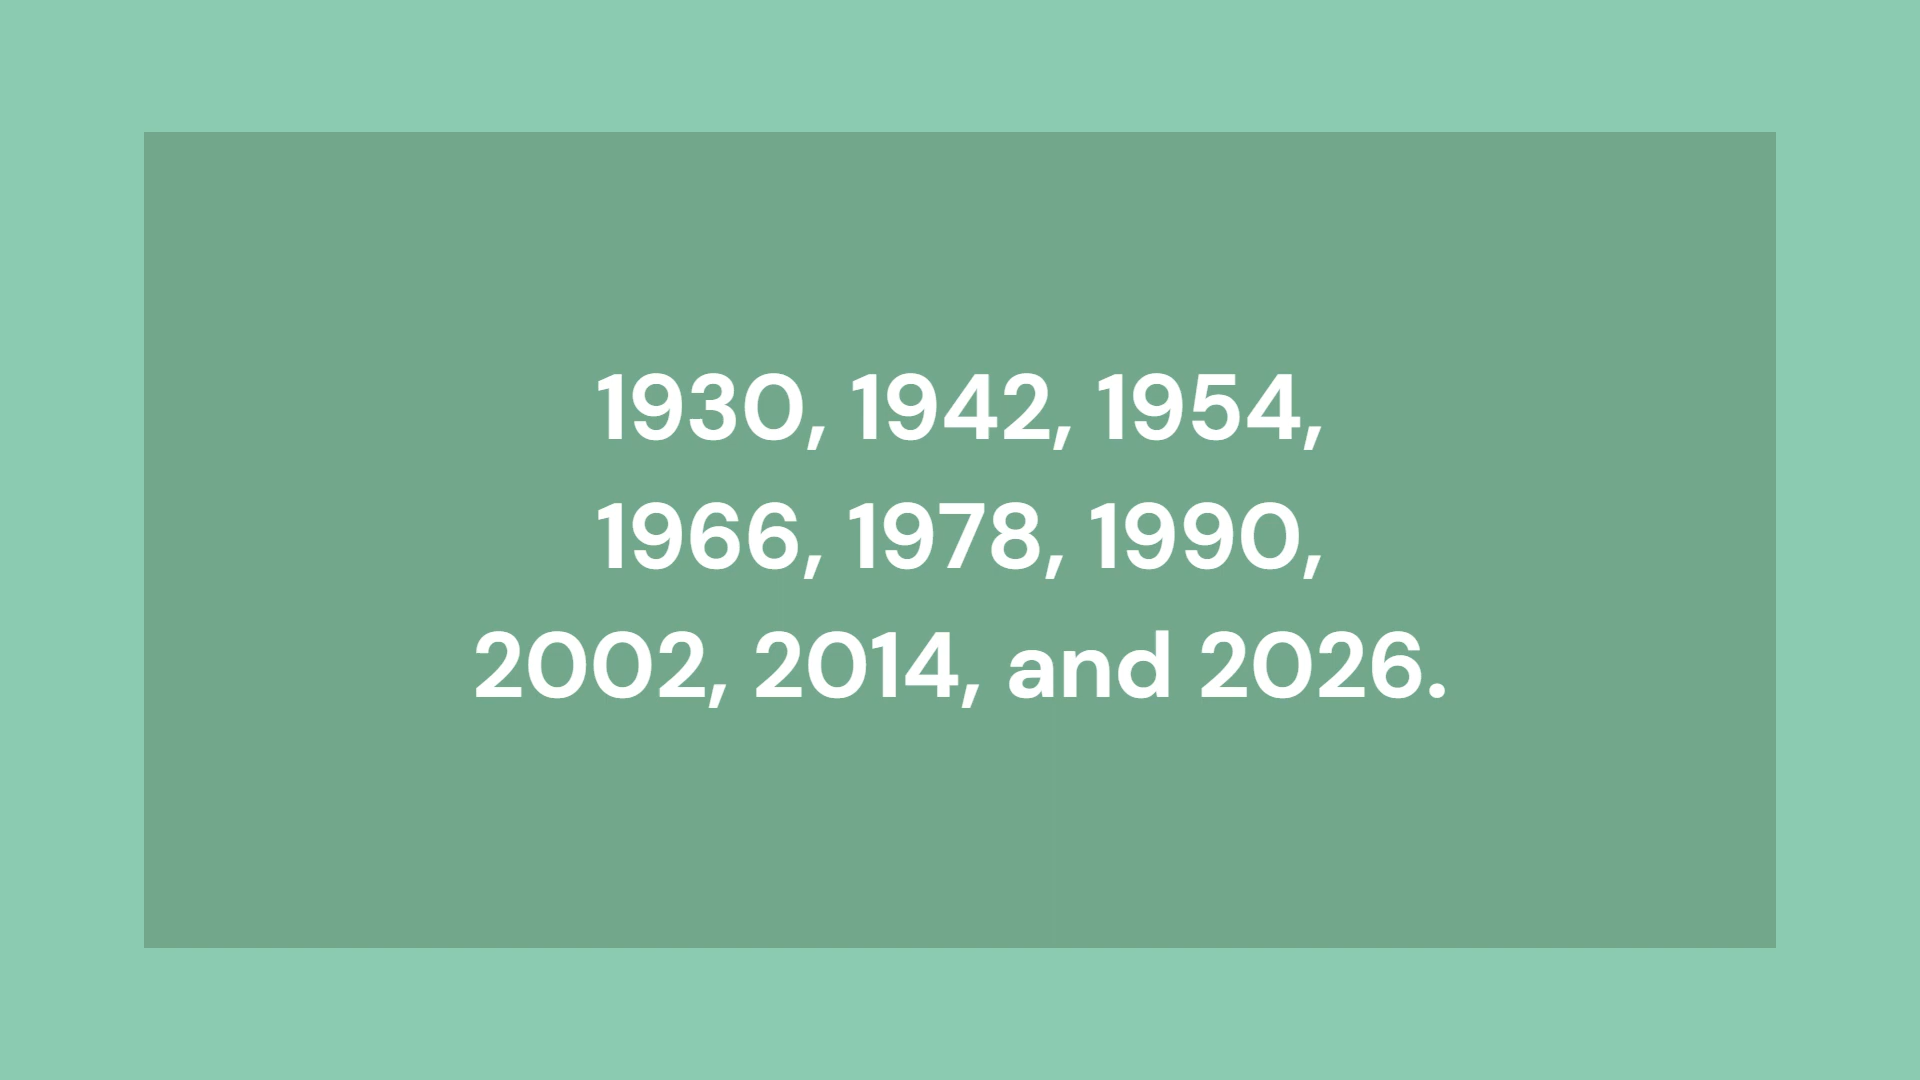 1930, 1942, 1954,
1966, 1978, 1990,
2002, 2014, and 2026.